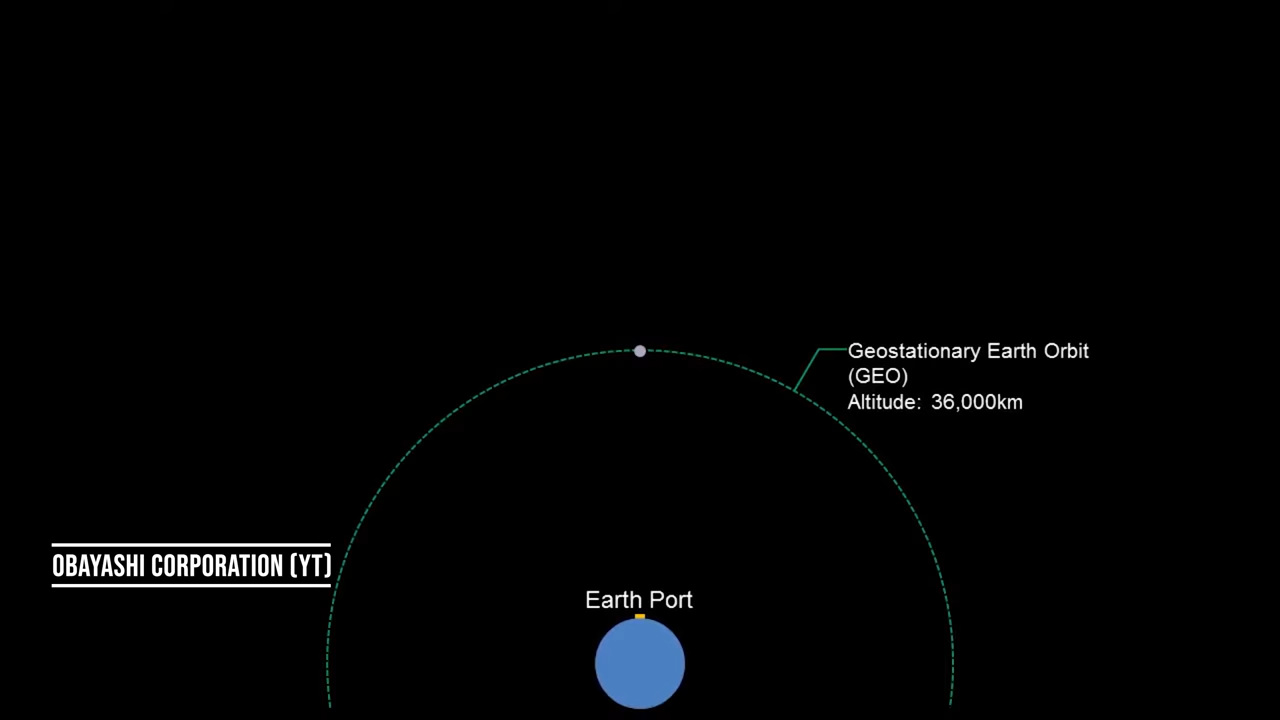 Geostationary Earth Orbit
(GEO)
Altitude: 36,000km
OBAYASHI CORPORATION (YT)
Earth Port